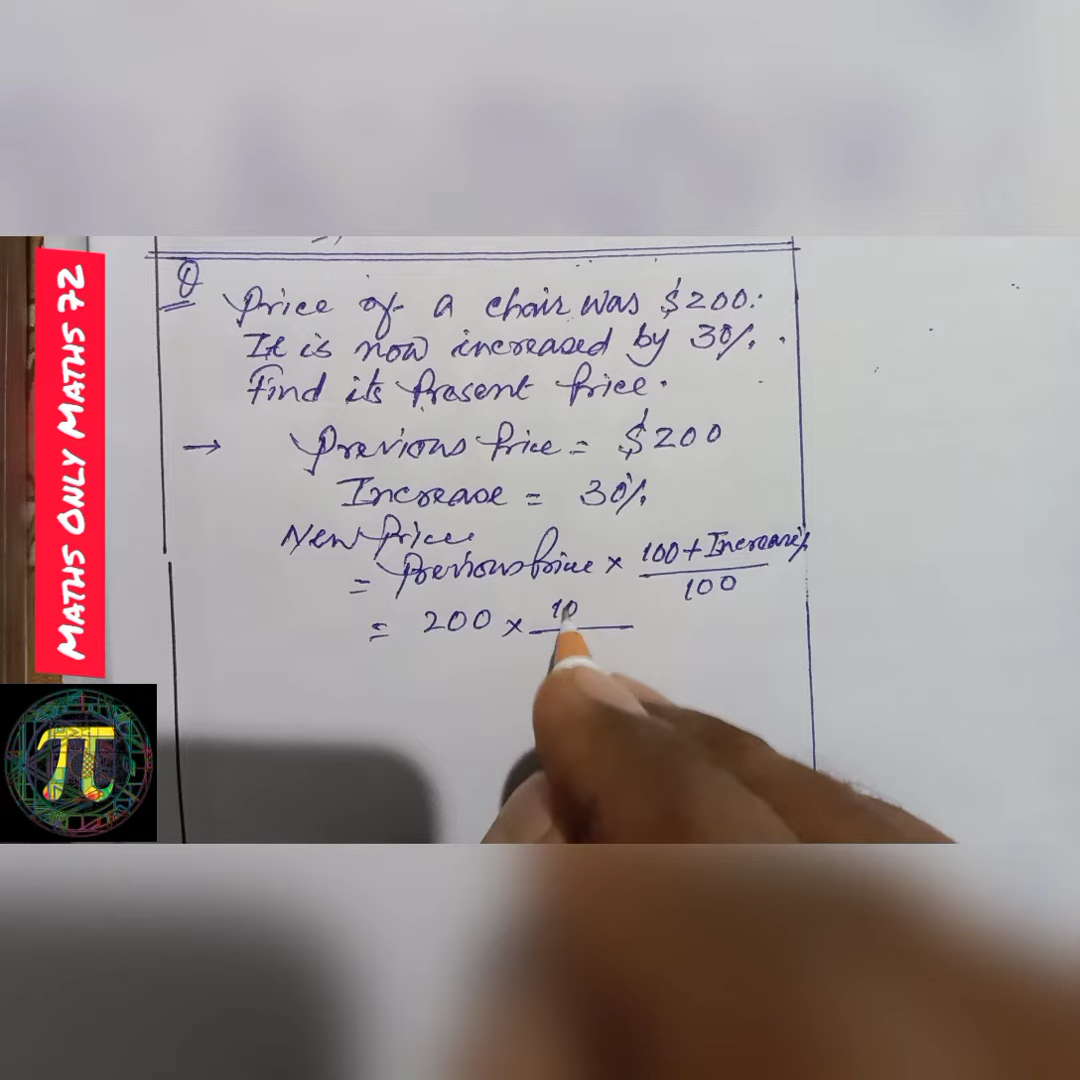 MATHS ONLY MATHS 72
Q Price of a chair was $200.
It is now increased by 30%.
Find its Present Price.
→ Previous Price = $200
Increase = 30%
New Price
= Previous Price × 100 + Increase%
100
= 200 × 10
π